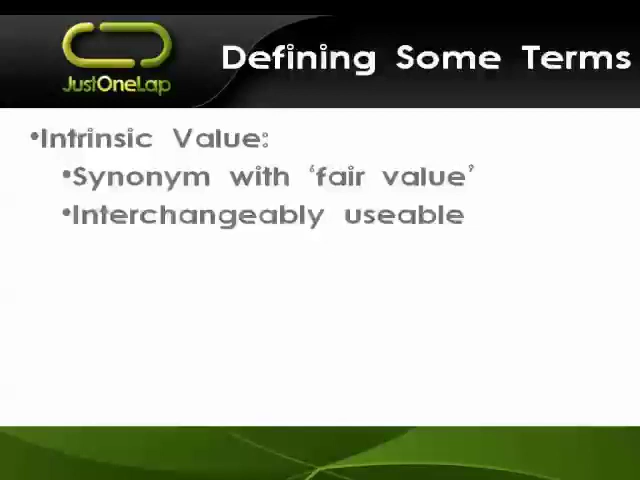 JustOneLap
Defining Some Terms
•Intrinsic Value:
•Synonym with ‘fair value’
•Interchangeably useable